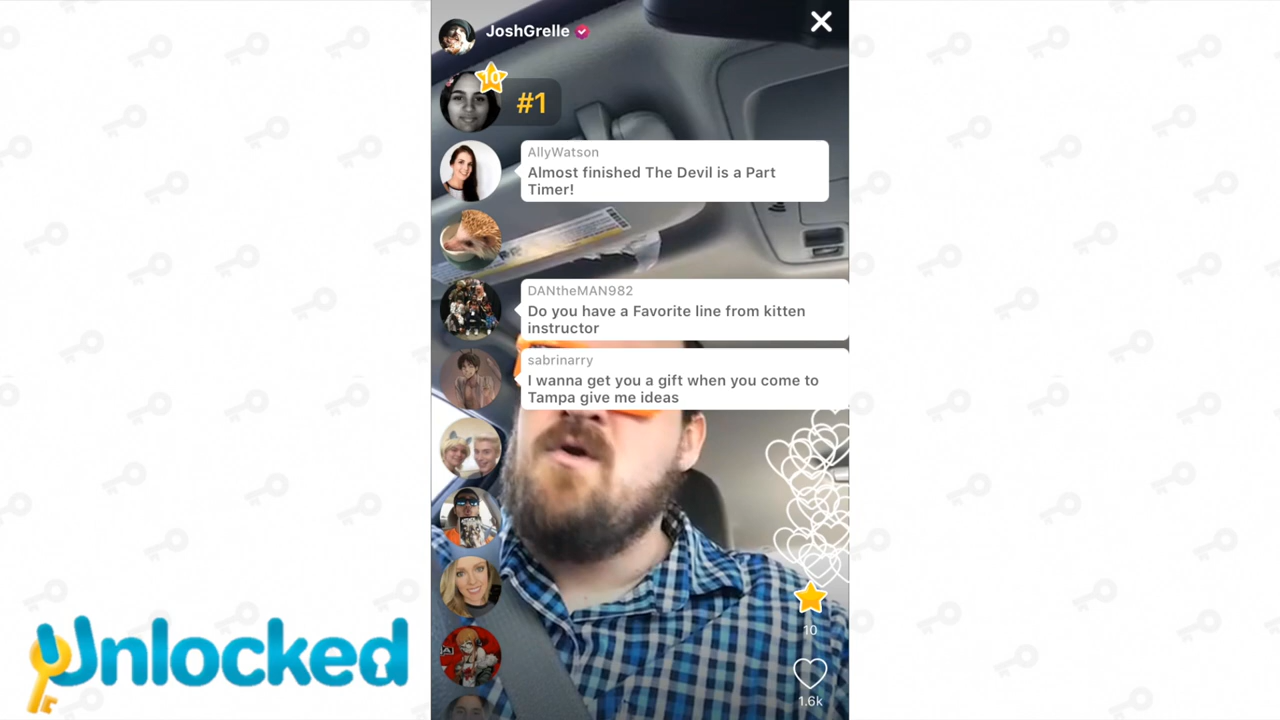 JoshGrelle
10
#1
AllyWatson
Almost finished The Devil is a Part
Timer!
DANtheMAN982
Do you have a Favorite line from kitten
instructor
sabrinarry
I wanna get you a gift when you come to
Tampa give me ideas
10
1.6k
Unlocked